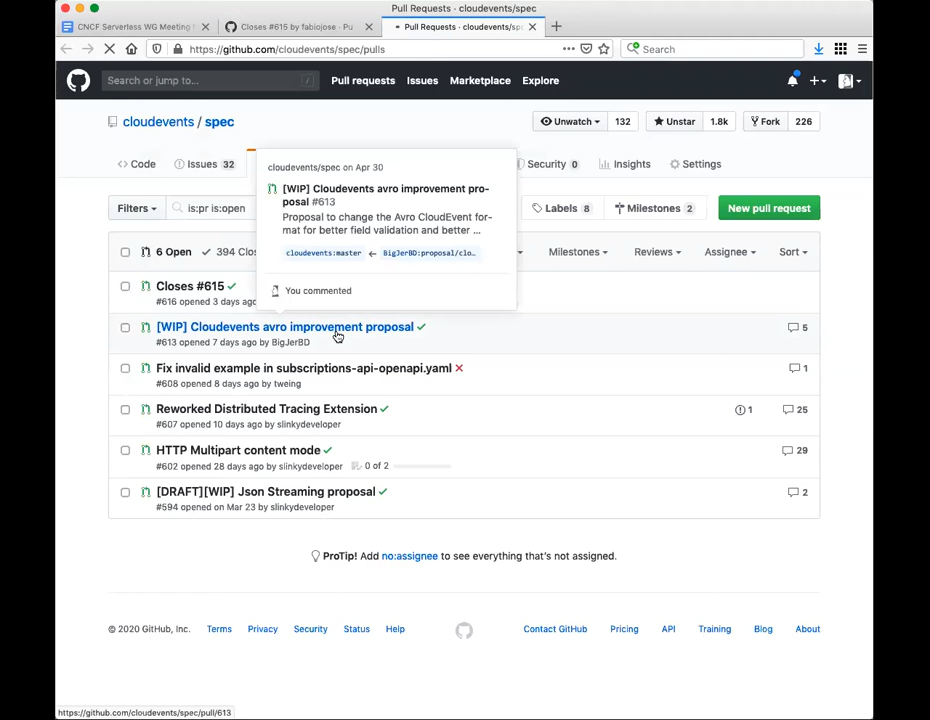 Pull Requests · cloudevents/spec
CNCF Serverless WG Meeting
Closes #615 by fabiojose · Pu
Pull Requests · cloudevents/spe
https://github.com/cloudevents/spec/pulls
Search
Search or jump to...
/
Pull requests
Issues
Marketplace
Explore
cloudevents / spec
Unwatch
132
Unstar
1.8k
Fork
226
Code
Issues 32
Security 0
Insights
Settings
cloudevents/spec on Apr 30
[WIP] Cloudevents avro improvement pro-
posal #613
Proposal to change the Avro CloudEvent for-
mat for better field validation and better ...
cloudevents:master ← BigJerBD:proposal/clo…
You commented
Filters
is:pr is:open
Labels 8
Milestones 2
New pull request
6 Open
394 Clos
Milestones
Reviews
Assignee
Sort
Closes #615
#616 opened 3 days ago
[WIP] Cloudevents avro improvement proposal
5
#613 opened 7 days ago by BigJerBD
Fix invalid example in subscriptions-api-openapi.yaml
1
#608 opened 8 days ago by tweing
Reworked Distributed Tracing Extension
1
25
#607 opened 10 days ago by slinkydeveloper
HTTP Multipart content mode
29
#602 opened 28 days ago by slinkydeveloper
0 of 2
[DRAFT][WIP] Json Streaming proposal
2
#594 opened on Mar 23 by slinkydeveloper
ProTip! Add no:assignee to see everything that's not assigned.
© 2020 GitHub, Inc.
Terms
Privacy
Security
Status
Help
Contact GitHub
Pricing
API
Training
Blog
About
https://github.com/cloudevents/spec/pull/613